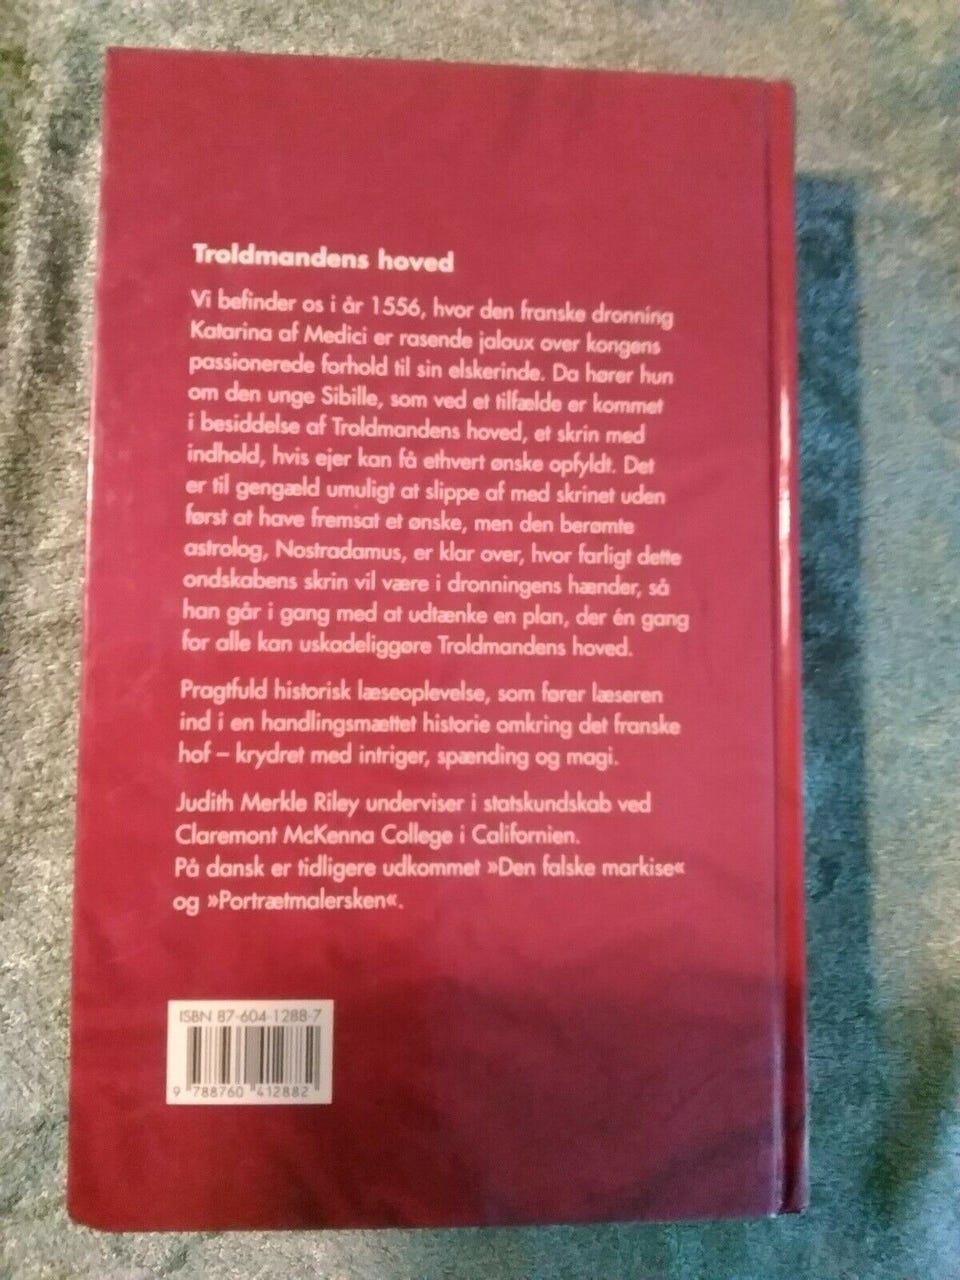 Troldmandens hoved
Vi befinder os i år 1556, hvor den franske dronning
Katarina af Medici er rasende jaloux over kongens
passionerede forhold til sin elskerinde. Da hører hun
om den unge Sibille, som ved et tilfælde er kommet
i besiddelse af Troldmandens hoved, et skrin med
indhold, hvis ejer kan få ethvert ønske opfyldt. Det
er til gengæld umuligt at slippe af med skrinet uden
først at have fremsat et ønske, men den berømte
astrolog, Nostradamus, er klar over, hvor farligt dette
ondskabens skrin vil være i dronningens hænder, så
han går i gang med at udtænke en plan, der én gang
for alle kan uskadeliggøre Troldmandens hoved.
Pragtfuld historisk læseoplevelse, som fører læseren
ind i en handlingsmættet historie omkring det franske
hof – krydret med intriger, spænding og magi.
Judith Merkle Riley underviser i statskundskab ved
Claremont McKenna College i Californien.
På dansk er tidligere udkommet »Den falske markise«
og »Portrætmalersken«.
ISBN 87-604-1288-7
9 788760 412882